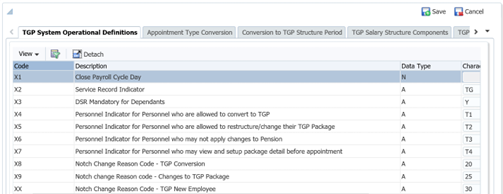 Save Cancel
TGP System Operational Definitions Appointment Type Conversion Conversion to TGP Structure Period TGP Salary Structure Components TGP
View Detach
Code Description Data Type Charac
X1 Close Payroll Cycle Day N
X2 Service Record Indicator A TG
X3 DSR Mandatory for Dependants A Y
X4 Personnel Indicator for Personnel who are allowed to convert to TGP A T1
X5 Personnel Indicator for Personnel who are allowed to restructure/change their TGP Package A T2
X6 Personnel Indicator for Personnel who may not apply changes to Pension A T3
X7 Personnel Indicator for Personnel who may view and setup package detail before appointment A T4
X8 Notch Change Reason Code - TGP Conversion A 20
X9 Notch Change reason Code - Changes to TGP Package A 25
XX Notch Change Reason Code - TGP New Employee A 30